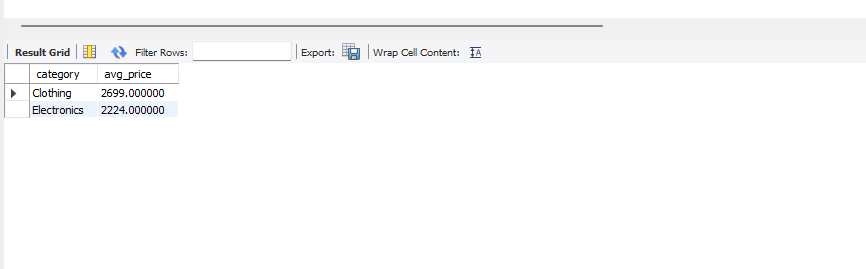 Result Grid Filter Rows: Export: Wrap Cell Content:
category avg_price
Clothing 2699.000000
Electronics 2224.000000